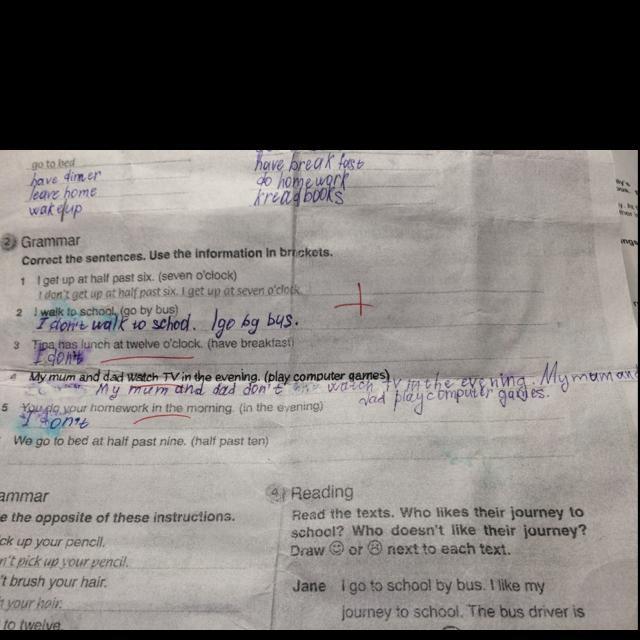 go to bed
have dinner
leave home
wake up
have break fast
do homework
read books
2 Grammar
Correct the sentences. Use the information in brackets.
1 I get up at half past six. (seven o'clock)
I don't get up at half past six. I get up at seven o'clock.
2 I walk to school. (go by bus)
I don't walk to school. I go by bus.
3 Tina has lunch at twelve o'clock. (have breakfast)
I don't
4 My mum and dad watch TV in the evening. (play computer games)
My mum and dad don't watch TV in the evening. My mum and
dad play computer games.
5 You do your homework in the morning. (in the evening)
I don't
We go to bed at half past nine. (half past ten)
ammar
e the opposite of these instructions.
ck up your pencil.
n't pick up your pencil.
't brush your hair.
h your hair.
to twelve.
4 Reading
Read the texts. Who likes their journey to
school? Who doesn't like their journey?
Draw ☺ or ☹ next to each text.
Jane I go to school by bus. I like my
journey to school. The bus driver is